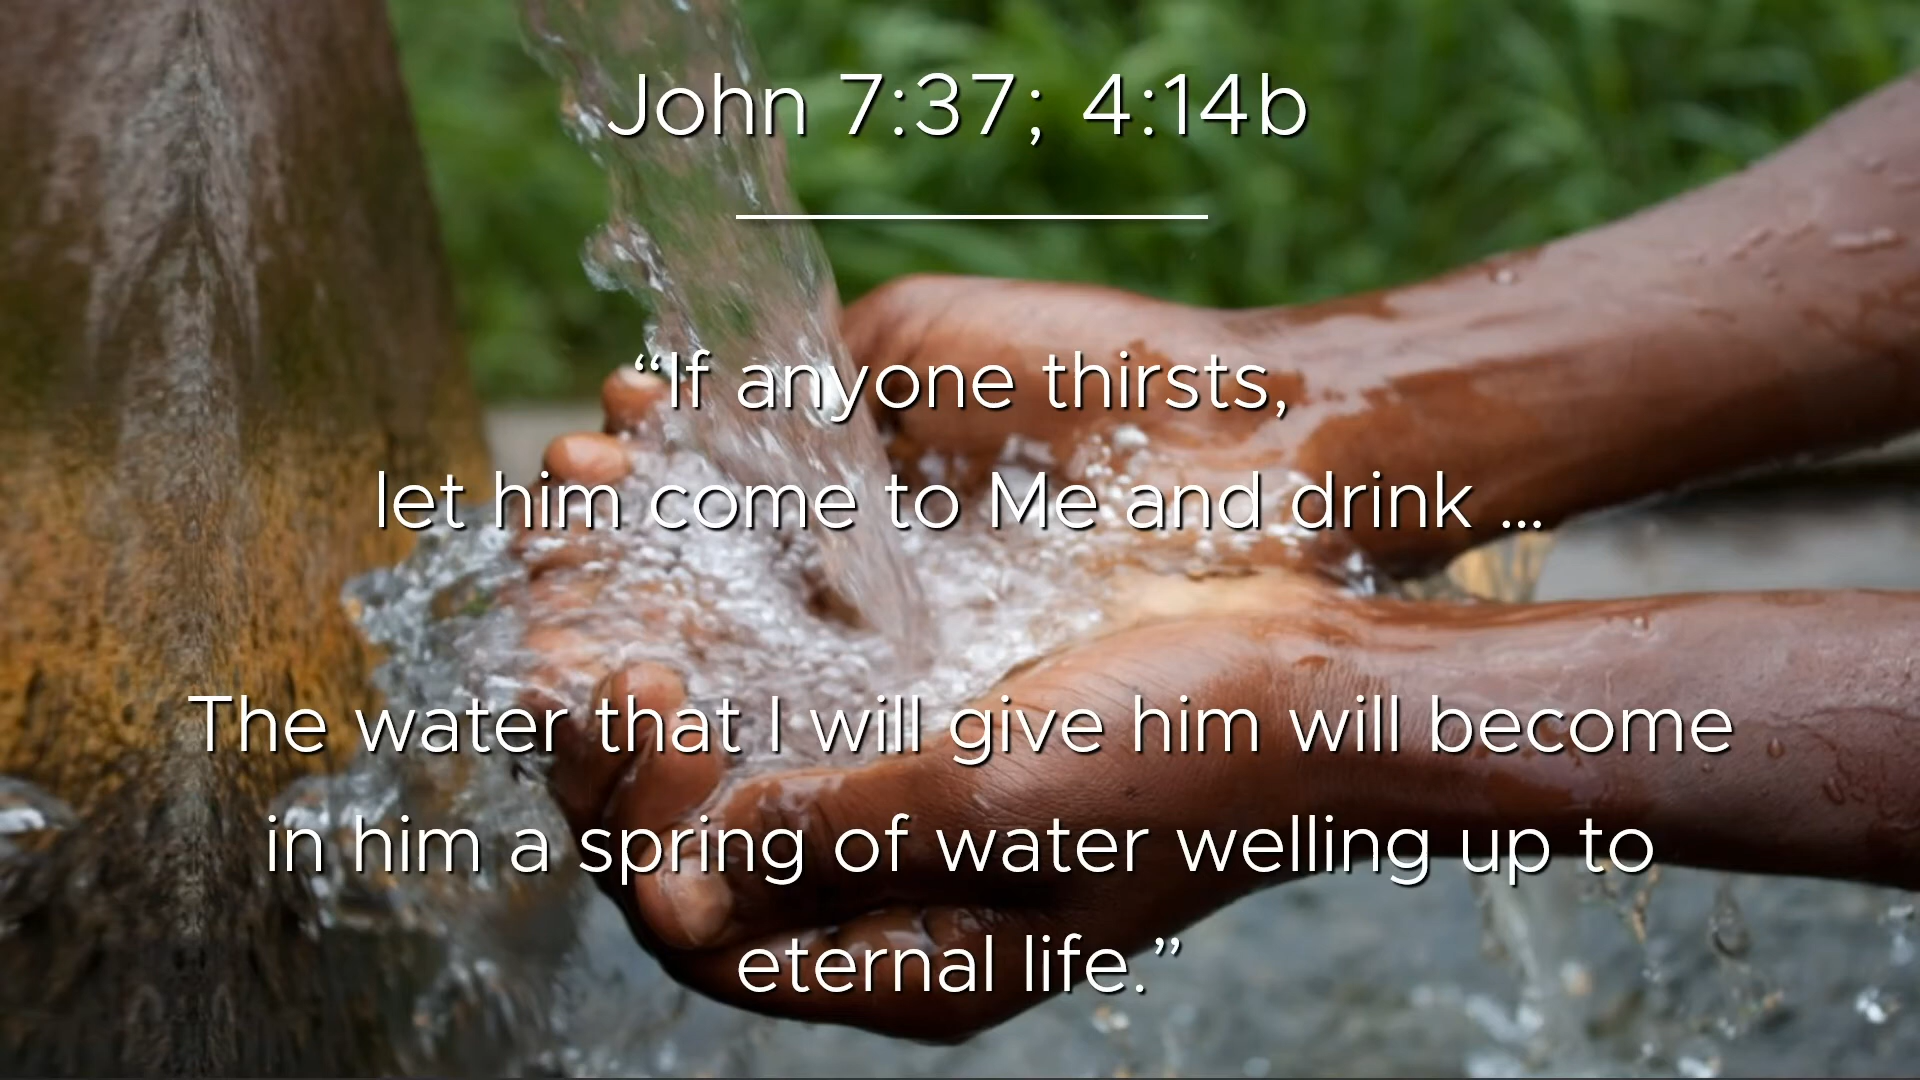 John 7:37; 4:14b
“If anyone thirsts,
let him come to Me and drink ...
The water that I will give him will become
in him a spring of water welling up to
eternal life.”